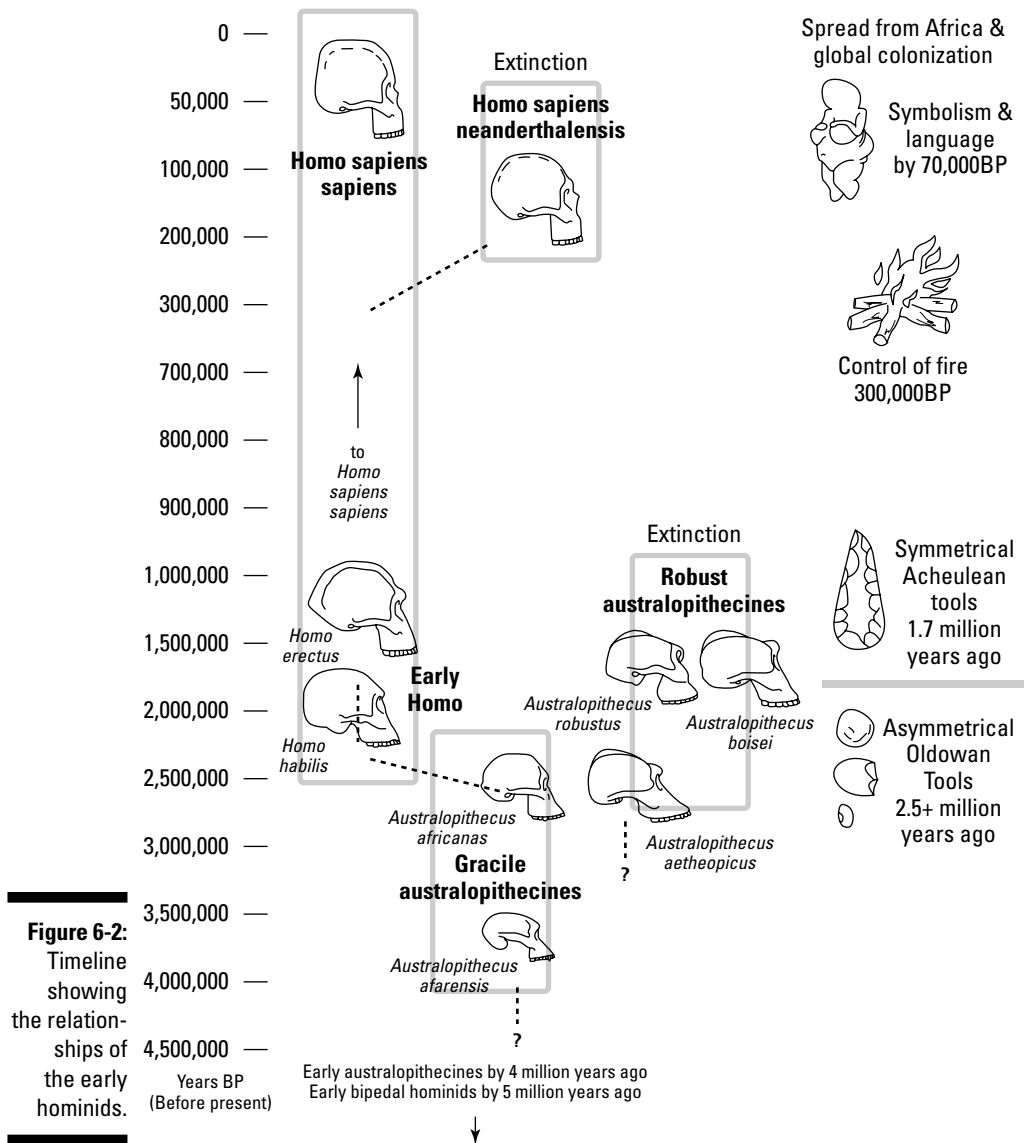 0
50,000
100,000
200,000
300,000
700,000
800,000
900,000
1,000,000
1,500,000
2,000,000
2,500,000
3,000,000
3,500,000
4,000,000
4,500,000
Years BP
(Before present)
Homo sapiens
sapiens
Extinction
Homo sapiens
neanderthalensis
to
Homo
sapiens
sapiens
Homo
erectus
Early
Homo
Homo
habilis
Extinction
Robust
australopithecines
Australopithecus
robustus
Australopithecus
boisei
Australopithecus
aetheopicus
?
Australopithecus
africanas
Gracile
australopithecines
Australopithecus
afarensis
?
Early australopithecines by 4 million years ago
Early bipedal hominids by 5 million years ago
Spread from Africa &
global colonization
Symbolism &
language
by 70,000BP
Control of fire
300,000BP
Symmetrical
Acheulean
tools
1.7 million
years ago
Asymmetrical
Oldowan
Tools
2.5+ million
years ago
Figure 6-2:
Timeline
showing
the relation-
ships of
the early
hominids.